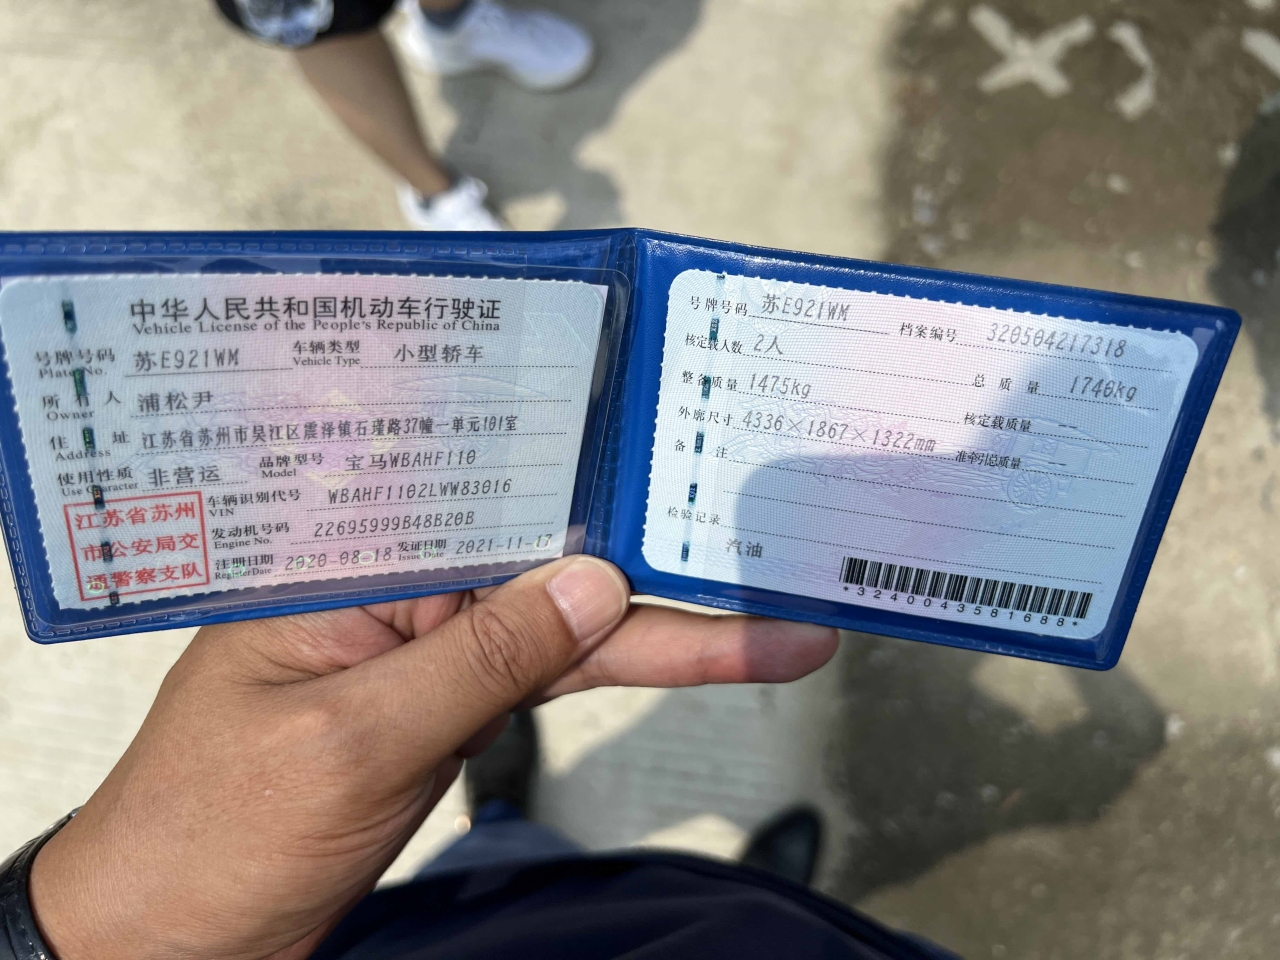 中华人民共和国机动车行驶证
Vehicle License of the People's Republic of China
号牌号码 苏E921WM 车辆类型 小型轿车
Plate No. Vehicle Type
所有人 浦松尹
Owner
住址 江苏省苏州市吴江区震泽镇石瑾路37幢一单元101室
Address
使用性质 非营运 品牌型号 宝马WBAHF110
Use Character Model
江苏省苏州市公安局交通警察支队
车辆识别代号 WBAHF1102LWW83016
VIN
发动机号码 22695999B48B20B
Engine No.
注册日期 2020-08-18 发证日期 2021-11-17
Register Date Issue Date
号牌号码 苏E921WM 档案编号 320504217318
核定载人数 2人 总质量 1740kg
整备质量 1475kg 核定载质量 --
外廓尺寸 4336×1867×1322mm 准牵引总质量 --
备注
检验记录
汽油
*3240043581688*